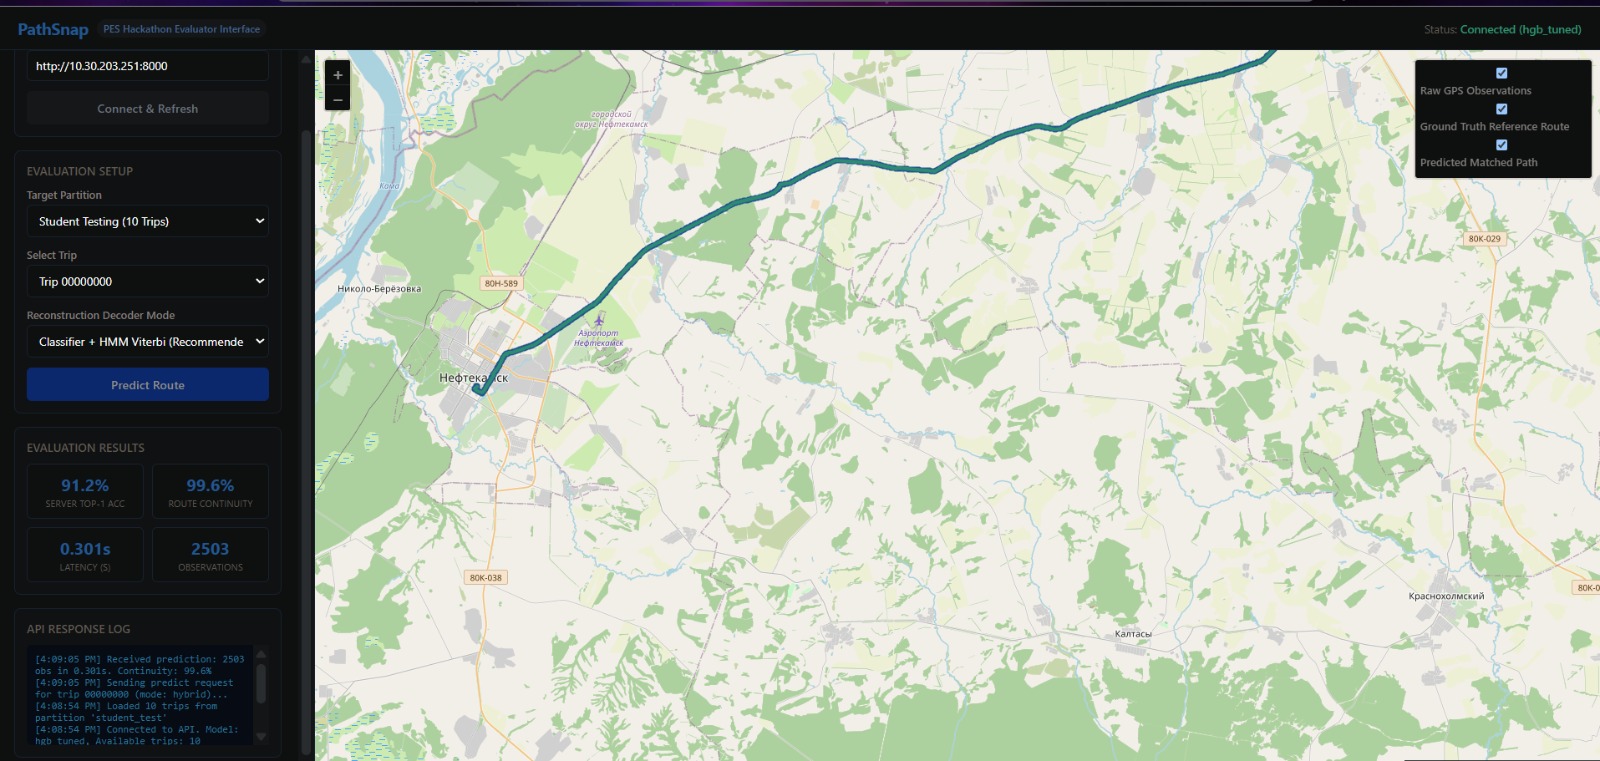 PathSnap
PES Hackathon Evaluator Interface
Status: Connected (hgb_tuned)
http://10.30.203.251:8000
Connect & Refresh
EVALUATION SETUP
Target Partition
Student Testing (10 Trips)
Select Trip
Trip 00000000
Reconstruction Decoder Mode
Classifier + HMM Viterbi (Recommende
Predict Route
EVALUATION RESULTS
91.2%
SERVER TOP-1 ACC
99.6%
ROUTE CONTINUITY
0.301s
LATENCY (S)
2503
OBSERVATIONS
API RESPONSE LOG
[4:09:05 PM] Received prediction: 2503
obs in 0.301s. Continuity: 99.6%
[4:09:05 PM] Sending predict request
for trip 00000000 (mode: hybrid)...
[4:08:54 PM] Loaded 10 trips from
partition 'student_test'
[4:08:54 PM] Connected to API. Model:
hgb_tuned, Available trips: 10
+
−
Raw GPS Observations
Ground Truth Reference Route
Predicted Matched Path
городской
округ Нефтекамск
Кама
80К-029
80Н-589
Николо-Берёзовка
Аэропорт
Нефтекамск
Нефтекамск
80К-038
80К-0
Краснохолмский
Калтасы